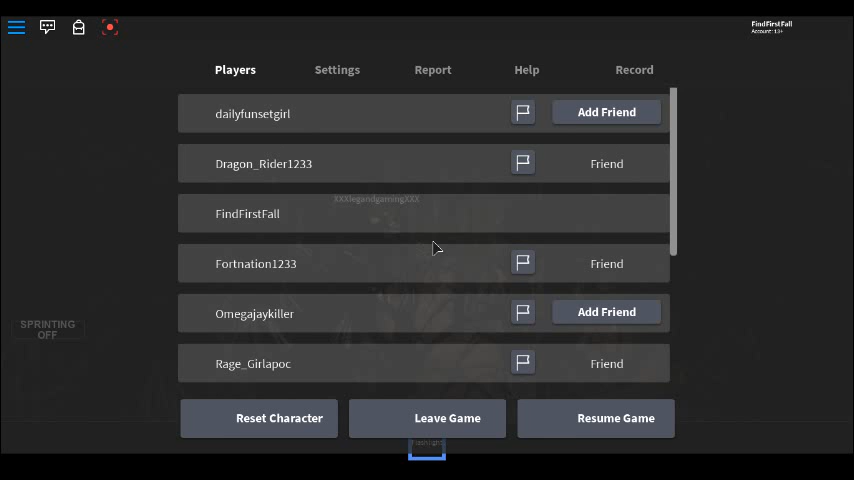 FindFirstFall
Account: 13+
Players Settings Report Help Record
dailyfunsetgirl Add Friend
Dragon_Rider1233 Friend
XXXlegandgamingXXX
FindFirstFall
Fortnation1233 Friend
Omegajaykiller Add Friend
SPRINTING
OFF
Rage_Girlapoc Friend
Reset Character Leave Game Resume Game
Flashlight